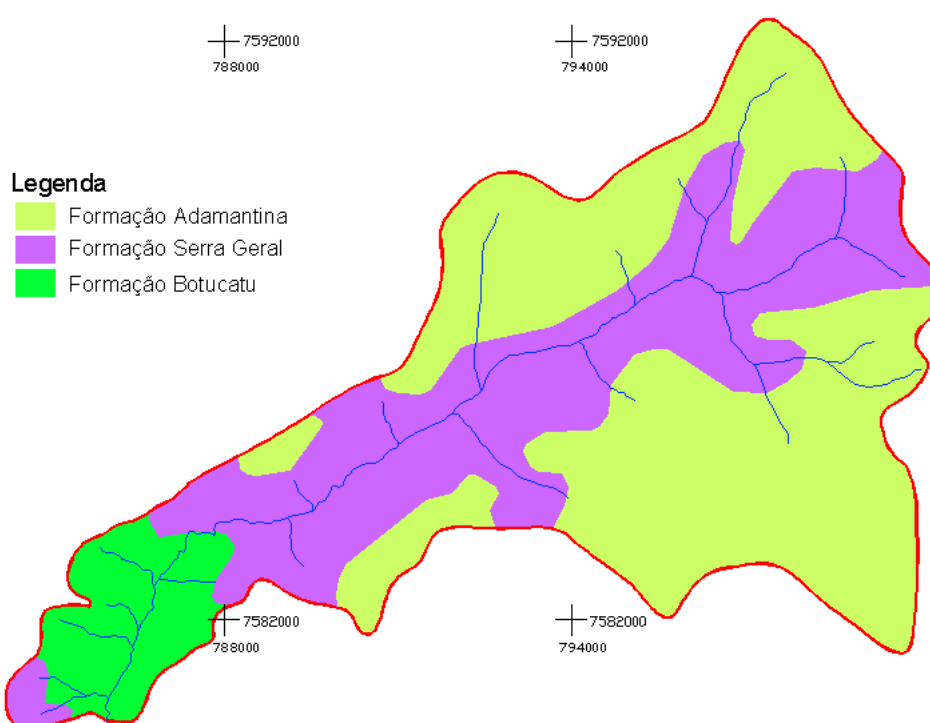 7592000
788000
7592000
794000
Legenda
Formação Adamantina
Formação Serra Geral
Formação Botucatu
7582000
788000
7582000
794000